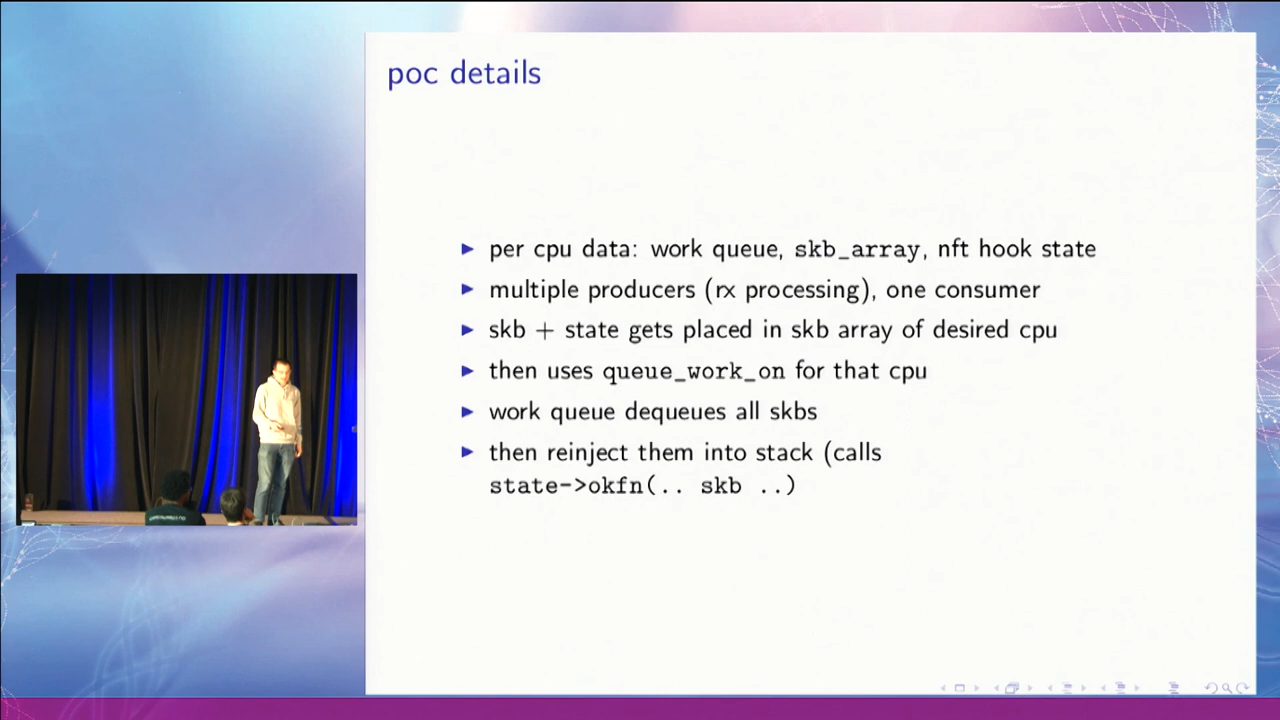 poc details
per cpu data: work queue, skb_array, nft hook state
multiple producers (rx processing), one consumer
skb + state gets placed in skb array of desired cpu
then uses queue_work_on for that cpu
work queue dequeues all skbs
then reinject them into stack (calls
state->okfn(.. skb ..)